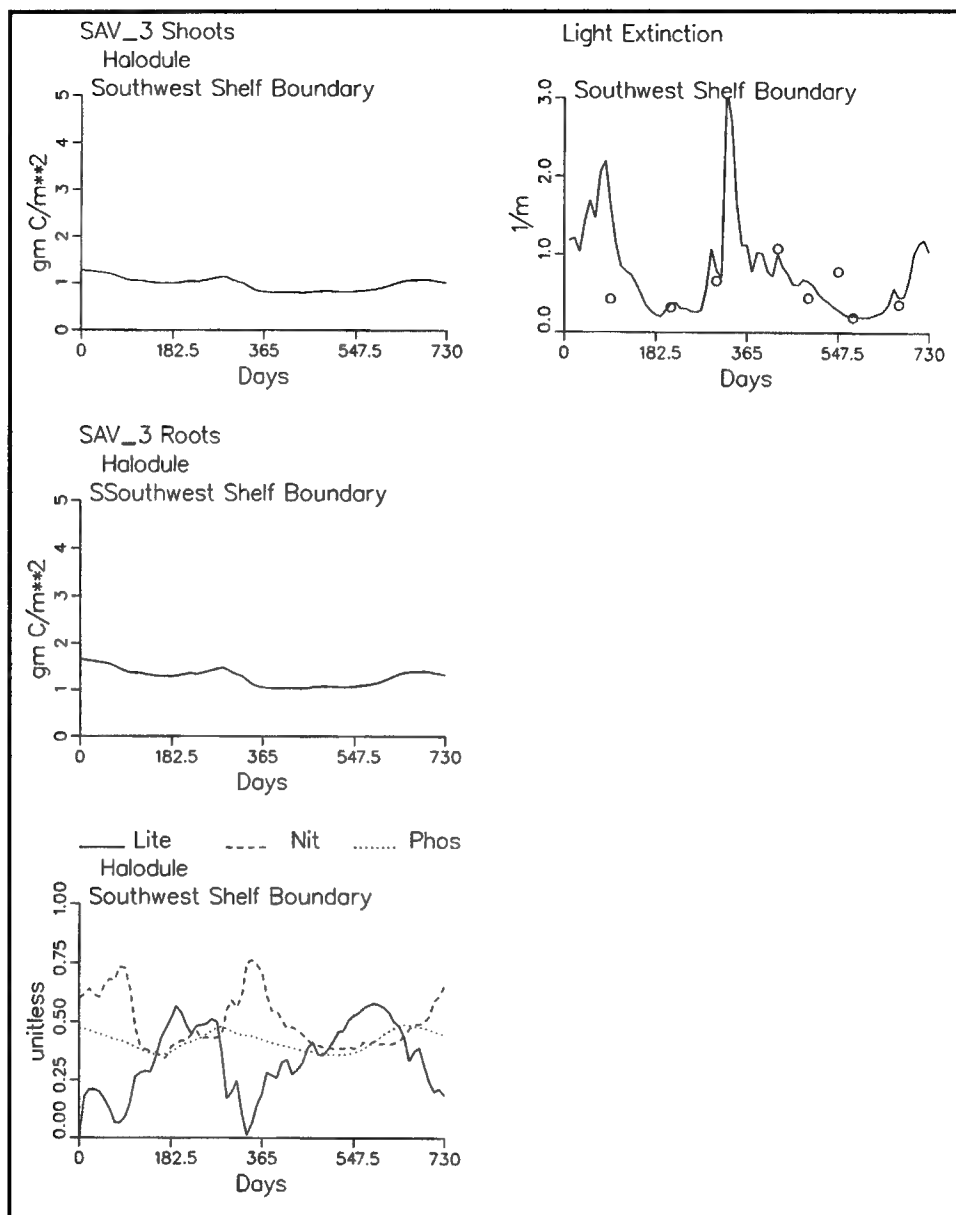 SAV_3 Shoots
Halodule
Southwest Shelf Boundary
gm C/m**2
5
4
3
2
1
0
0 182.5 365 547.5 730
Days
Light Extinction
Southwest Shelf Boundary
1/m
3.0
2.0
1.0
0.0
0 182.5 365 547.5 730
Days
SAV_3 Roots
Halodule
SSouthwest Shelf Boundary
gm C/m**2
5
4
3
2
1
0
0 182.5 365 547.5 730
Days
Lite Nit Phos
Halodule
Southwest Shelf Boundary
unitless
1.00
0.75
0.50
0.25
0.00
0 182.5 365 547.5 730
Days